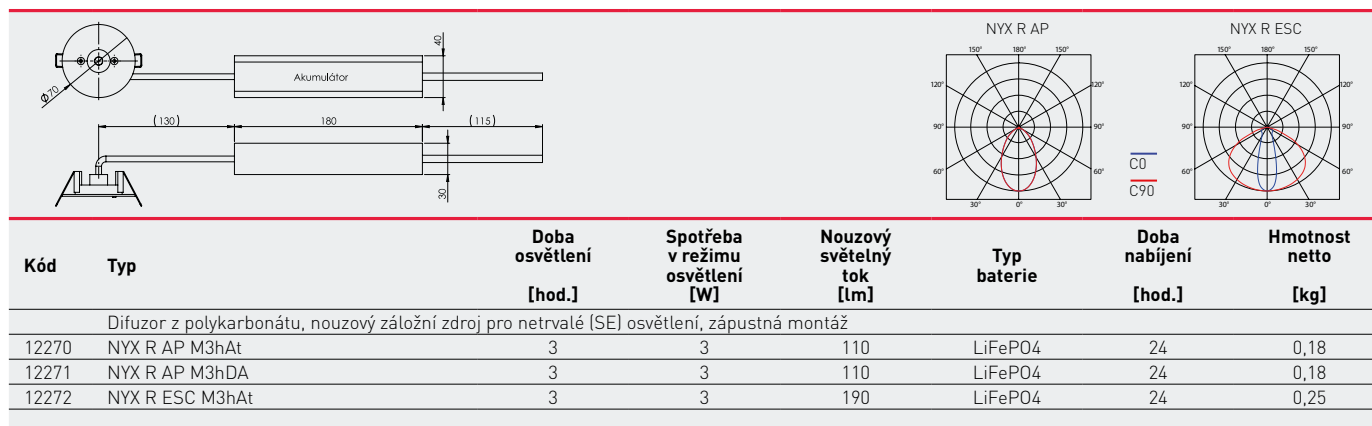 40
Akumulátor
Φ70
(130)
180
(115)
30
NYX R AP
150° 180° 150°
120° 120°
90° 90°
60° 60°
30° 0° 30°
C0
C90
NYX R ESC
150° 180° 150°
120° 120°
90° 90°
60° 60°
30° 0° 30°
Kód Typ Doba osvětlení [hod.] Spotřeba v režimu osvětlení [W] Nouzový světelný tok [lm] Typ baterie Doba nabíjení [hod.] Hmotnost netto [kg]
Difuzor z polykarbonátu, nouzový záložní zdroj pro netrvalé (SE) osvětlení, zápustná montáž
12270 NYX R AP M3hAt 3 3 110 LiFePO4 24 0,18
12271 NYX R AP M3hDA 3 3 110 LiFePO4 24 0,18
12272 NYX R ESC M3hAt 3 3 190 LiFePO4 24 0,25